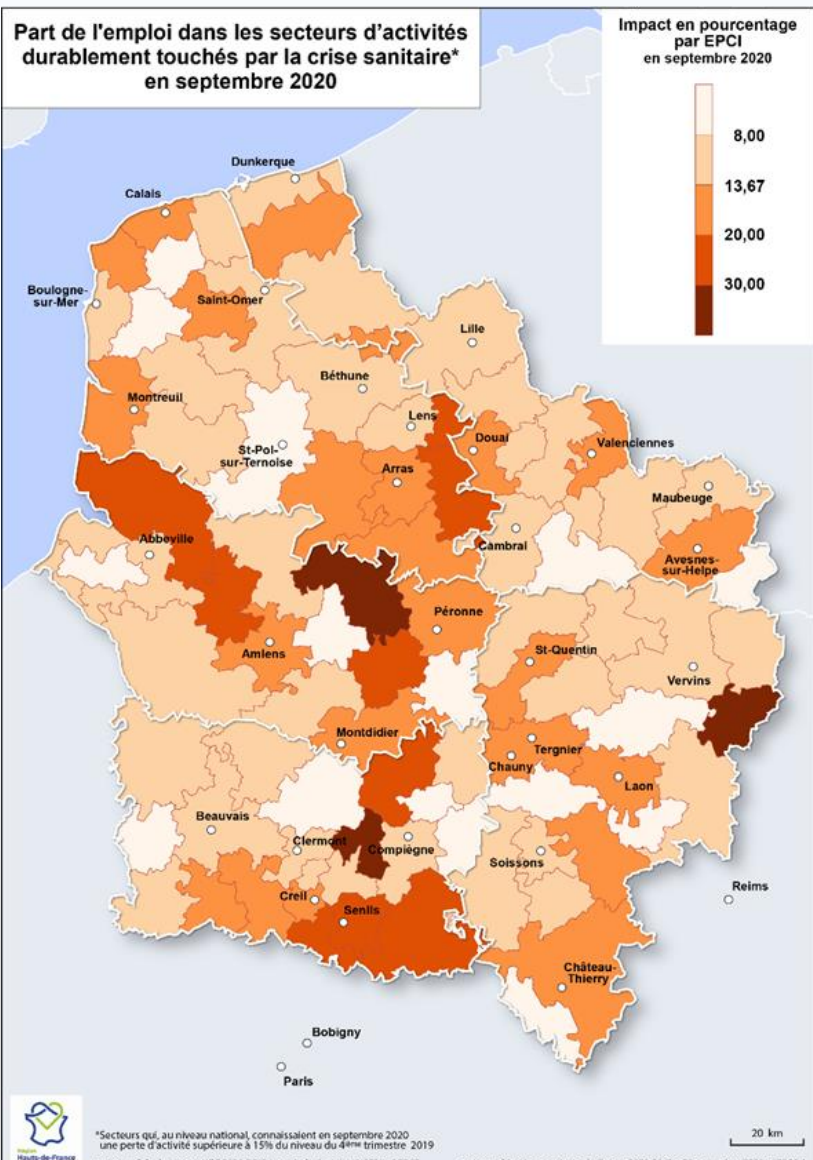 Part de l'emploi dans les secteurs d'activités
durablement touchés par la crise sanitaire*
en septembre 2020
Impact en pourcentage
par EPCI
en septembre 2020
8,00
13,67
20,00
30,00
Dunkerque
Calais
Boulogne-
sur-Mer
Saint-Omer
Lille
Béthune
Montreuil
Lens
Douai
Valenciennes
St-Pol-
sur-Ternoise
Arras
Maubeuge
Cambrai
Abbeville
Avesnes-
sur-Helpe
Péronne
Amiens
St-Quentin
Vervins
Montdidier
Tergnier
Chauny
Laon
Beauvais
Clermont
Compiègne
Soissons
Creil
Senlis
Reims
Château-
Thierry
Bobigny
Paris
Région
Hauts-de-France
*Secteurs qui, au niveau national, connaissaient en septembre 2020
une perte d'activité supérieure à 15% du niveau du 4ème trimestre 2019
20 km